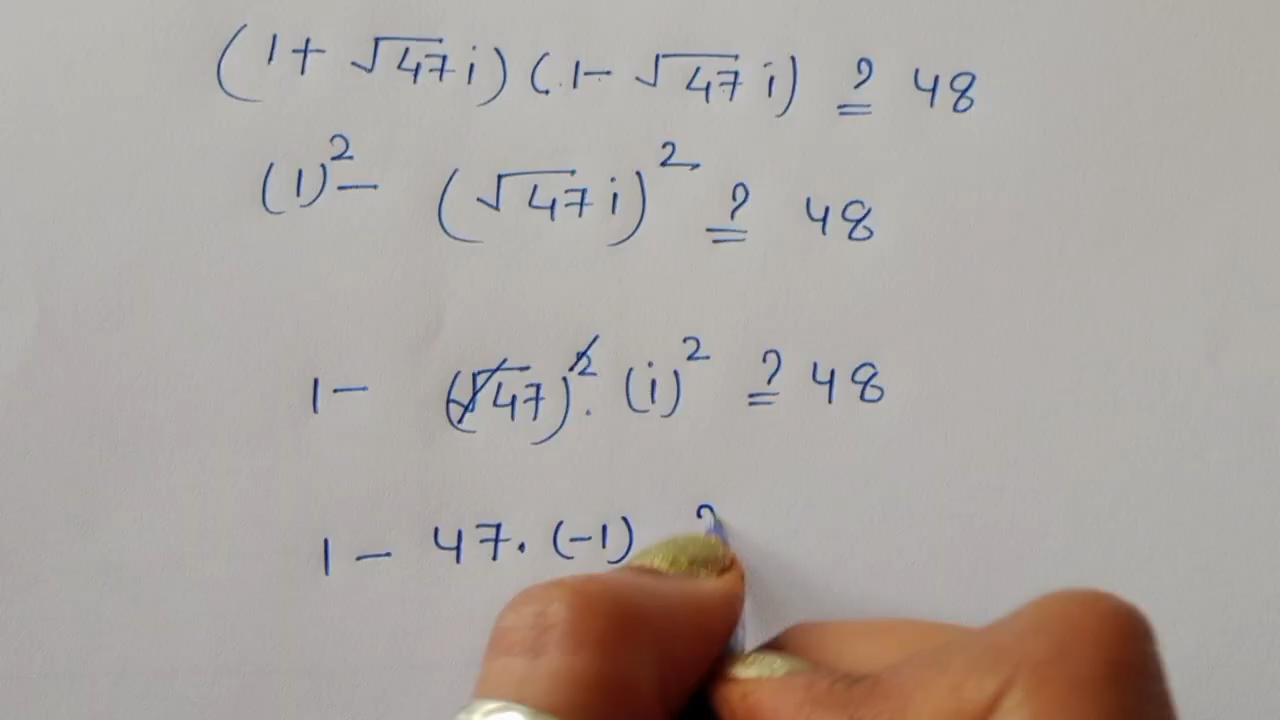 (1 + √47 i) (1 - √47 i) ≟ 48
(1)² - (√47 i)² ≟ 48
1 - (√47)² · (i)² ≟ 48
1 - 47 · (-1) ?